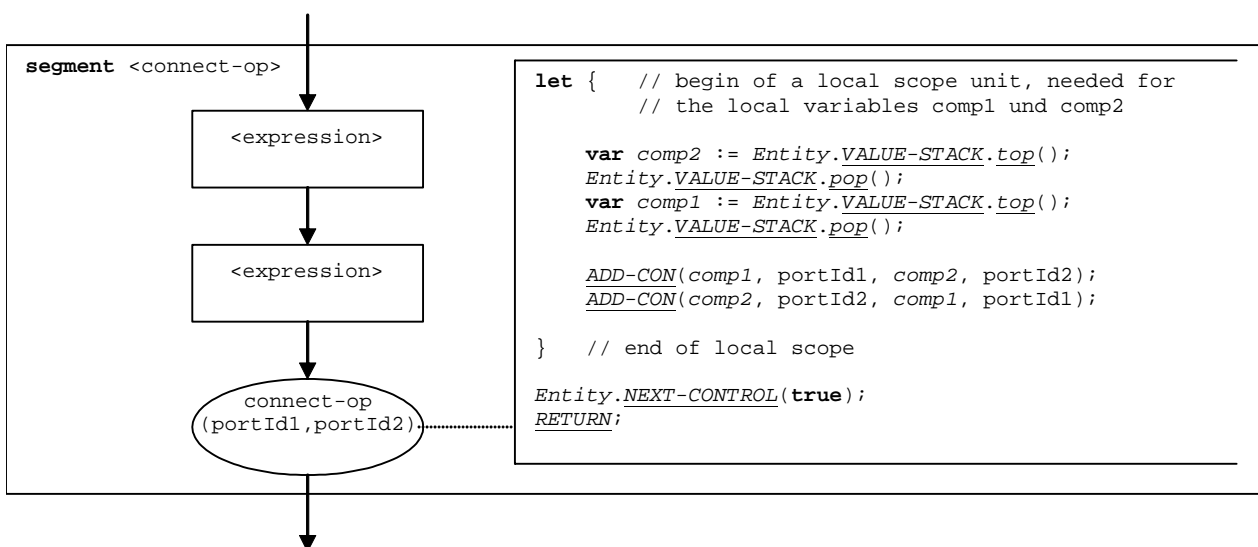 segment <connect-op>
<expression>
<expression>
connect-op
(portId1,portId2)
let { // begin of a local scope unit, needed for
// the local variables comp1 und comp2
var comp2 := Entity.VALUE-STACK.top();
Entity.VALUE-STACK.pop();
var comp1 := Entity.VALUE-STACK.top();
Entity.VALUE-STACK.pop();
ADD-CON(comp1, portId1, comp2, portId2);
ADD-CON(comp2, portId2, comp1, portId1);
} // end of local scope
Entity.NEXT-CONTROL(true);
RETURN;